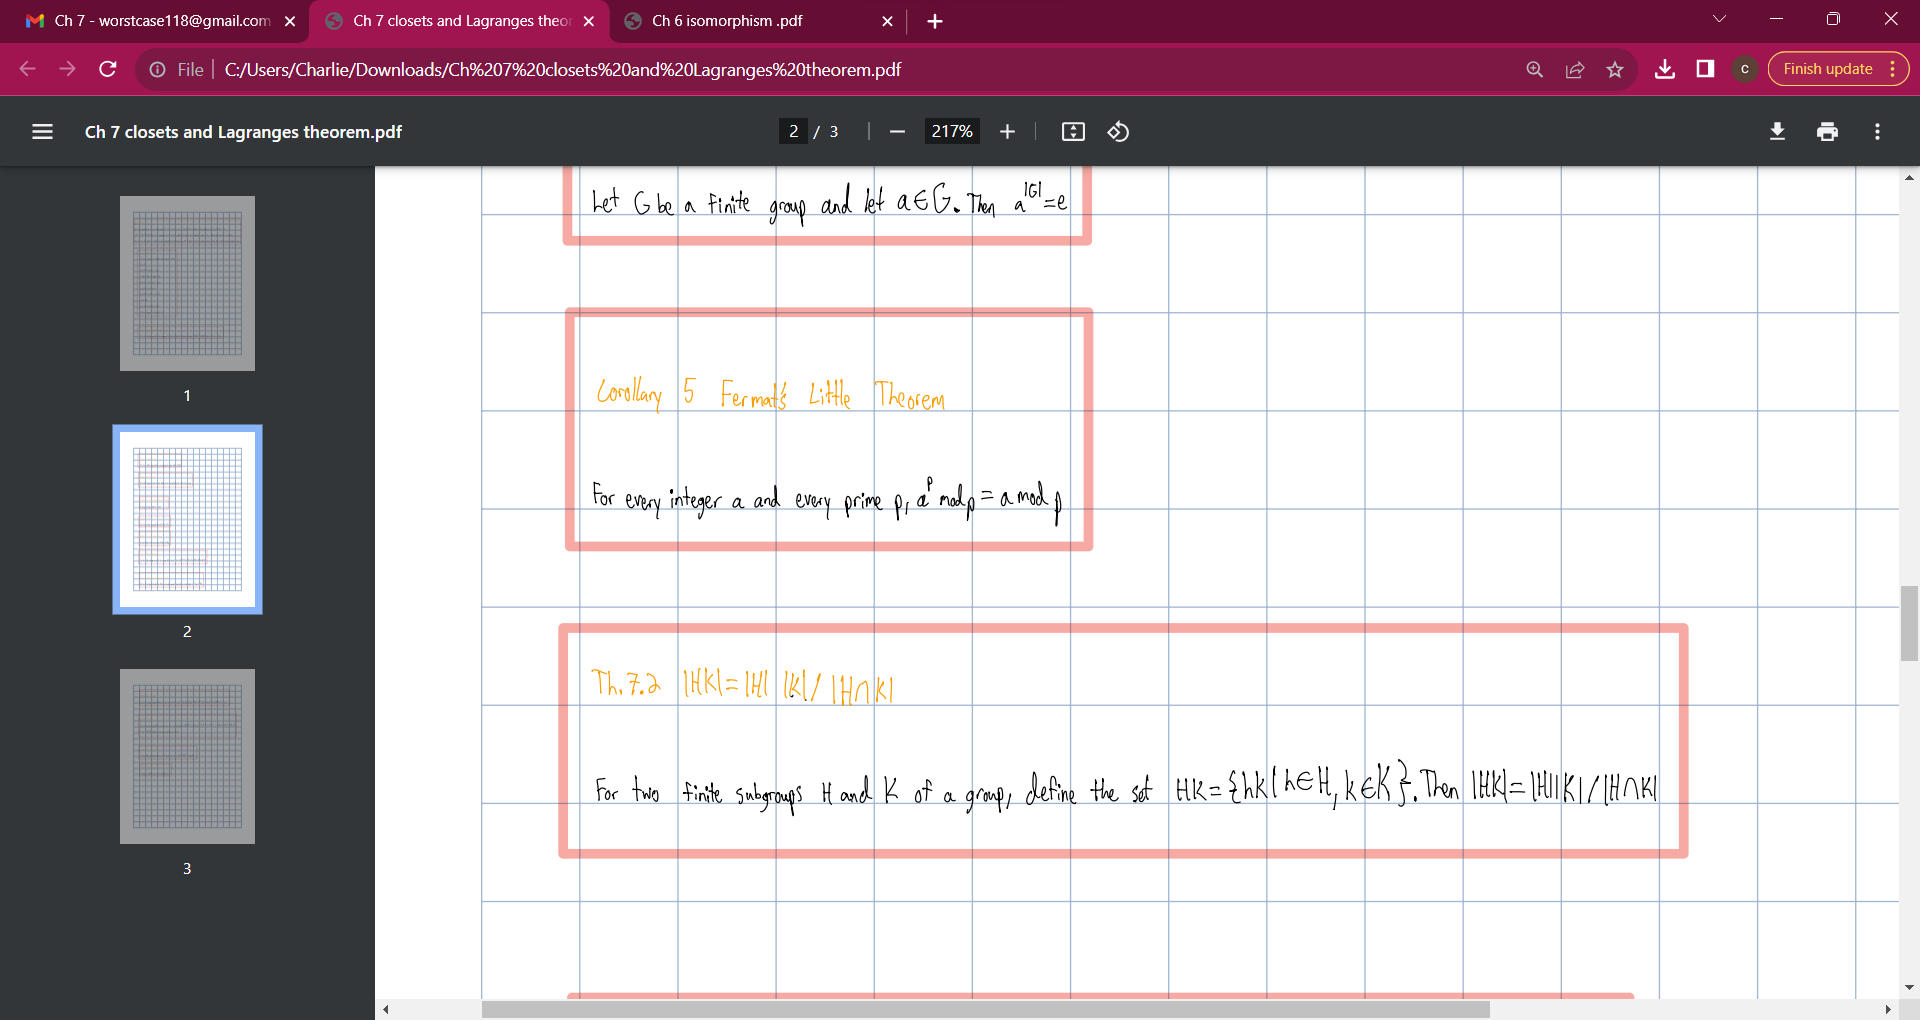 Ch 7 - worstcase118@gmail.com
Ch 7 closets and Lagranges theor
Ch 6 isomorphism .pdf
File
C:/Users/Charlie/Downloads/Ch%207%20closets%20and%20Lagranges%20theorem.pdf
C
Finish update
Ch 7 closets and Lagranges theorem.pdf
2 / 3
217%
1
2
3
Let G be a finite group and let a∈G. Then a^|G|=e
Corollary 5 Fermat's Little Theorem
For every integer a and every prime p, a^p mod p = a mod p
Th. 7.2 |HK|=|H| |K|/ |H∩K|
For two finite subgroups H and K of a group, define the set HK={hk|h∈H, k∈K}. Then |HK|=|H||K|/|H∩K|